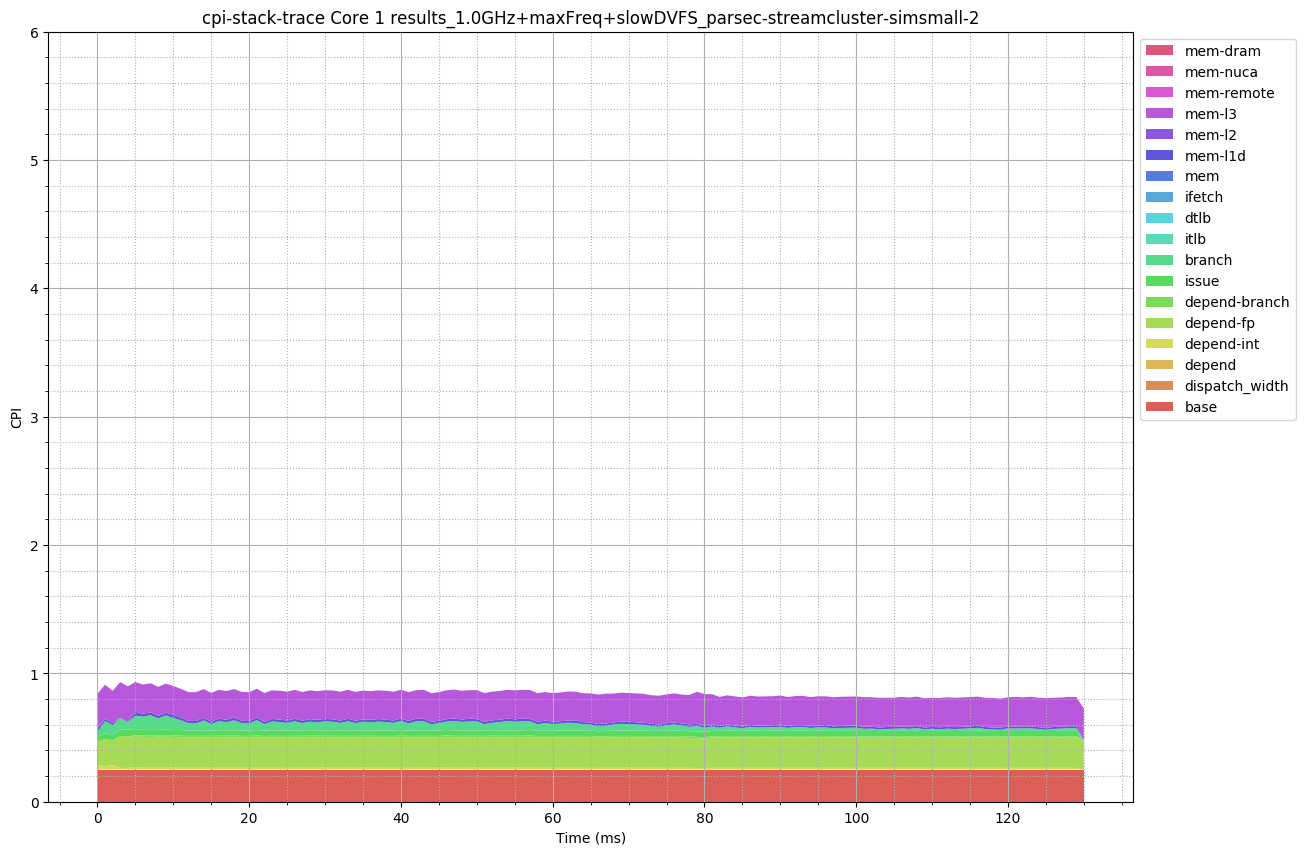 cpi-stack-trace Core 1 results_1.0GHz+maxFreq+slowDVFS_parsec-streamcluster-simsmall-2
6
5
4
3
2
1
0
CPI
0 20 40 60 80 100 120
Time (ms)
mem-dram
mem-nuca
mem-remote
mem-l3
mem-l2
mem-l1d
mem
ifetch
dtlb
itlb
branch
issue
depend-branch
depend-fp
depend-int
depend
dispatch_width
base